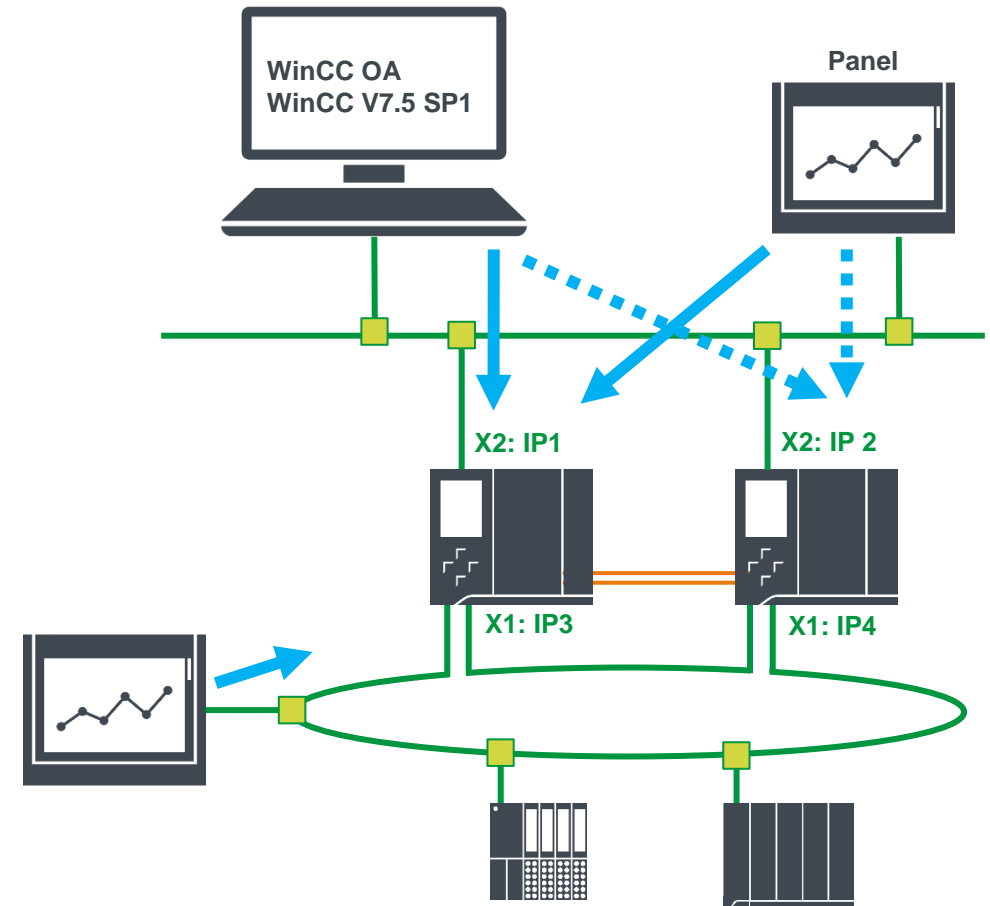 WinCC OA
WinCC V7.5 SP1
Panel
X2: IP1
X2: IP 2
X1: IP3
X1: IP4